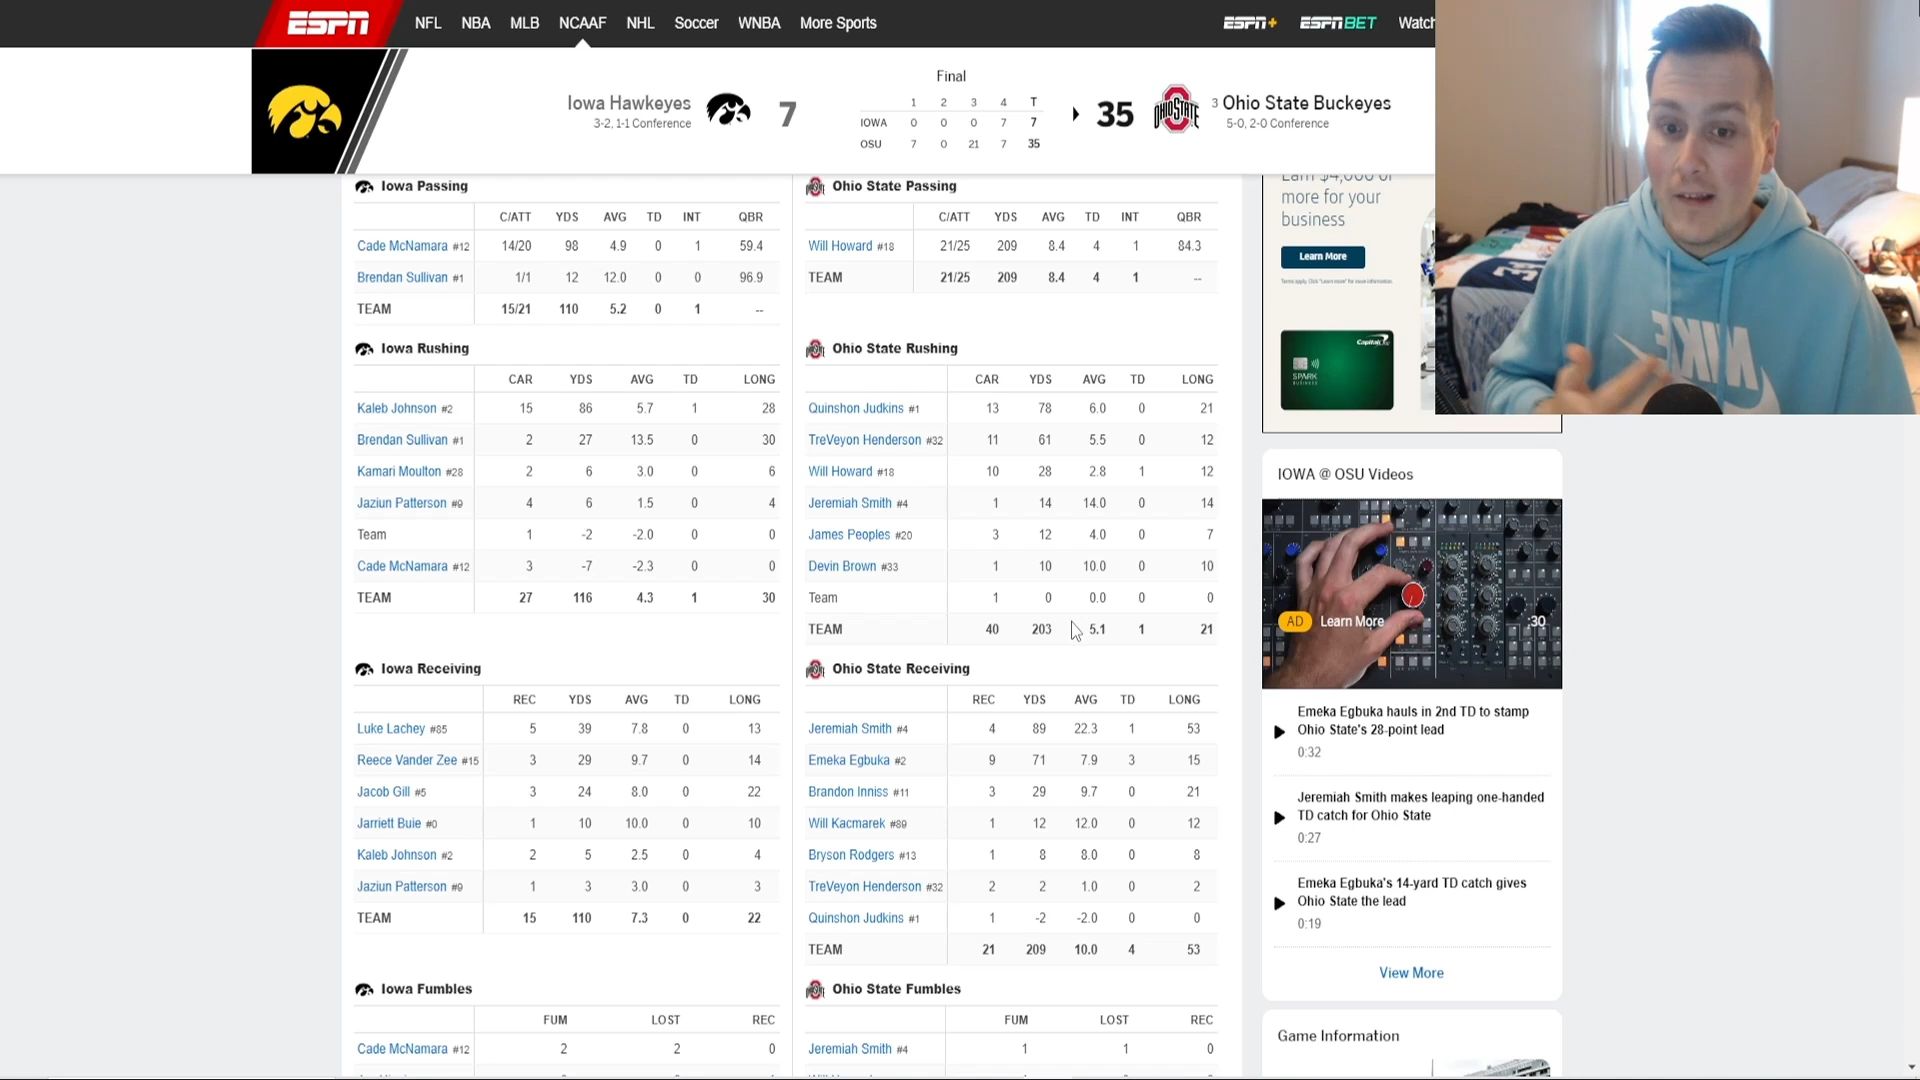 ESPN NFL NBA MLB NCAAF NHL Soccer WNBA More Sports ESPN+ ESPN BET Watch
Final
Iowa Hawkeyes 7
3-2, 1-1 Conference
1 2 3 4 T
IOWA 0 0 0 7 7
OSU 7 0 21 7 35
35 OHIO STATE 3 Ohio State Buckeyes
5-0, 2-0 Conference
Iowa Passing
C/ATT YDS AVG TD INT QBR
Cade McNamara #12 14/20 98 4.9 0 1 59.4
Brendan Sullivan #1 1/1 12 12.0 0 0 96.9
TEAM 15/21 110 5.2 0 1 --
Ohio State Passing
C/ATT YDS AVG TD INT QBR
Will Howard #18 21/25 209 8.4 4 1 84.3
TEAM 21/25 209 8.4 4 1 --
Iowa Rushing
CAR YDS AVG TD LONG
Kaleb Johnson #2 15 86 5.7 1 28
Brendan Sullivan #1 2 27 13.5 0 30
Kamari Moulton #28 2 6 3.0 0 6
Jaziun Patterson #9 4 6 1.5 0 4
Team 1 -2 -2.0 0 0
Cade McNamara #12 3 -7 -2.3 0 0
TEAM 27 116 4.3 1 30
Ohio State Rushing
CAR YDS AVG TD LONG
Quinshon Judkins #1 13 78 6.0 0 21
TreVeyon Henderson #32 11 61 5.5 0 12
Will Howard #18 10 28 2.8 1 12
Jeremiah Smith #4 1 14 14.0 0 14
James Peoples #20 3 12 4.0 0 7
Devin Brown #33 1 10 10.0 0 10
Team 1 0 0.0 0 0
TEAM 40 203 5.1 1 21
Iowa Receiving
REC YDS AVG TD LONG
Luke Lachey #85 5 39 7.8 0 13
Reece Vander Zee #15 3 29 9.7 0 14
Jacob Gill #5 3 24 8.0 0 22
Jarriett Buie #0 1 10 10.0 0 10
Kaleb Johnson #2 2 5 2.5 0 4
Jaziun Patterson #9 1 3 3.0 0 3
TEAM 15 110 7.3 0 22
Ohio State Receiving
REC YDS AVG TD LONG
Jeremiah Smith #4 4 89 22.3 1 53
Emeka Egbuka #2 9 71 7.9 3 15
Brandon Inniss #11 3 29 9.7 0 21
Will Kacmarek #89 1 12 12.0 0 12
Bryson Rodgers #13 1 8 8.0 0 8
TreVeyon Henderson #32 2 2 1.0 0 2
Quinshon Judkins #1 1 -2 -2.0 0 0
TEAM 21 209 10.0 4 53
Iowa Fumbles
FUM LOST REC
Cade McNamara #12 2 2 0
Ohio State Fumbles
FUM LOST REC
Jeremiah Smith #4 1 1 0
more for your
business
Learn More
Capital One
SPARK
BUSINESS
NIKE
IOWA @ OSU Videos
AD Learn More :30
Emeka Egbuka hauls in 2nd TD to stamp
Ohio State's 28-point lead
0:32
Jeremiah Smith makes leaping one-handed
TD catch for Ohio State
0:27
Emeka Egbuka's 14-yard TD catch gives
Ohio State the lead
0:19
View More
Game Information